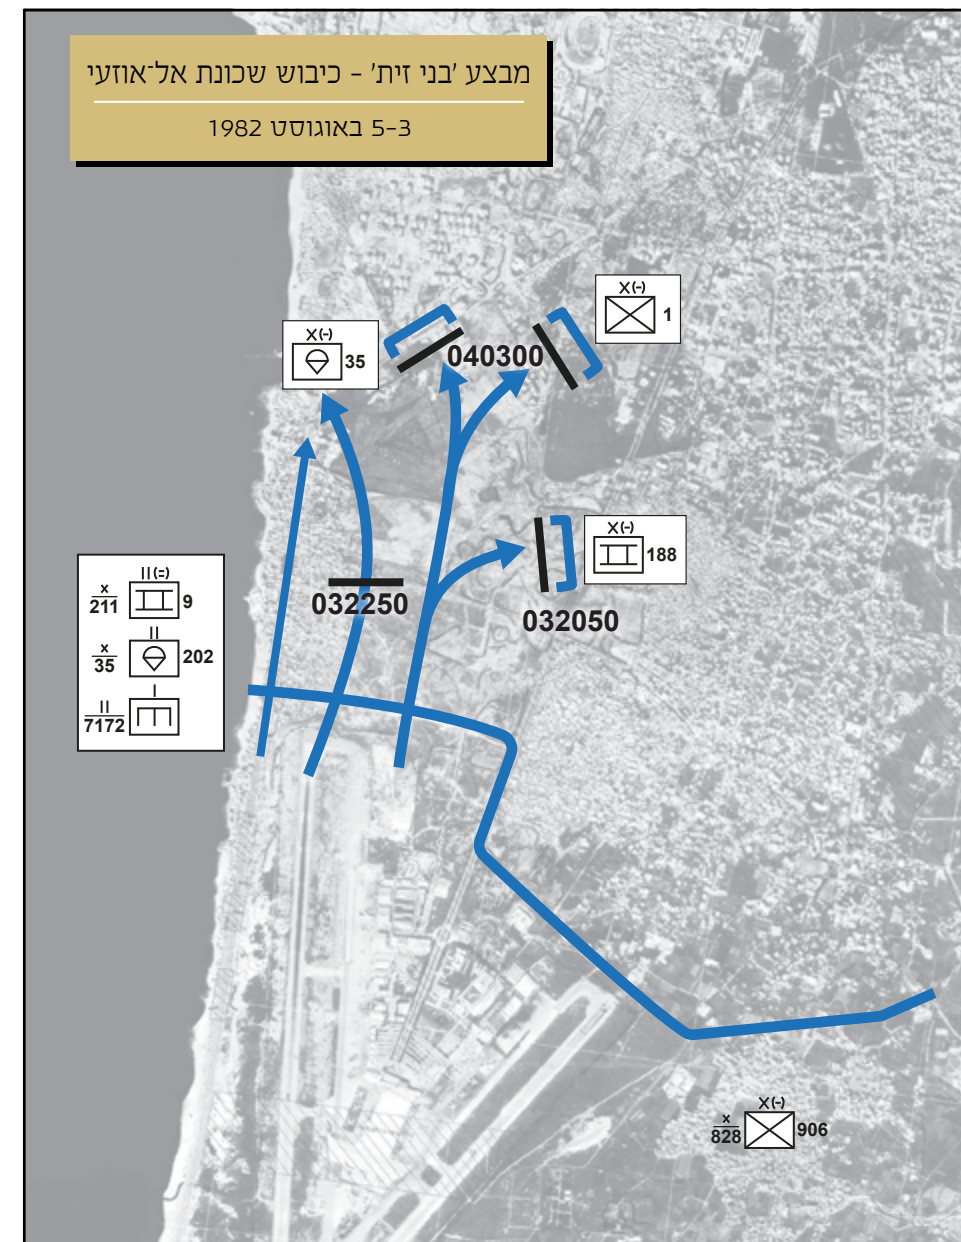 מבצע 'בני זית' - כיבוש שכונת אל־אוזעי
5-3 באוגוסט 1982
X(-)
1
X(-)
35
040300
X(-)
188
032250
032050
II(=)
x
211
9
II
x
35
202
I
II
7172
X(-)
x
828
906